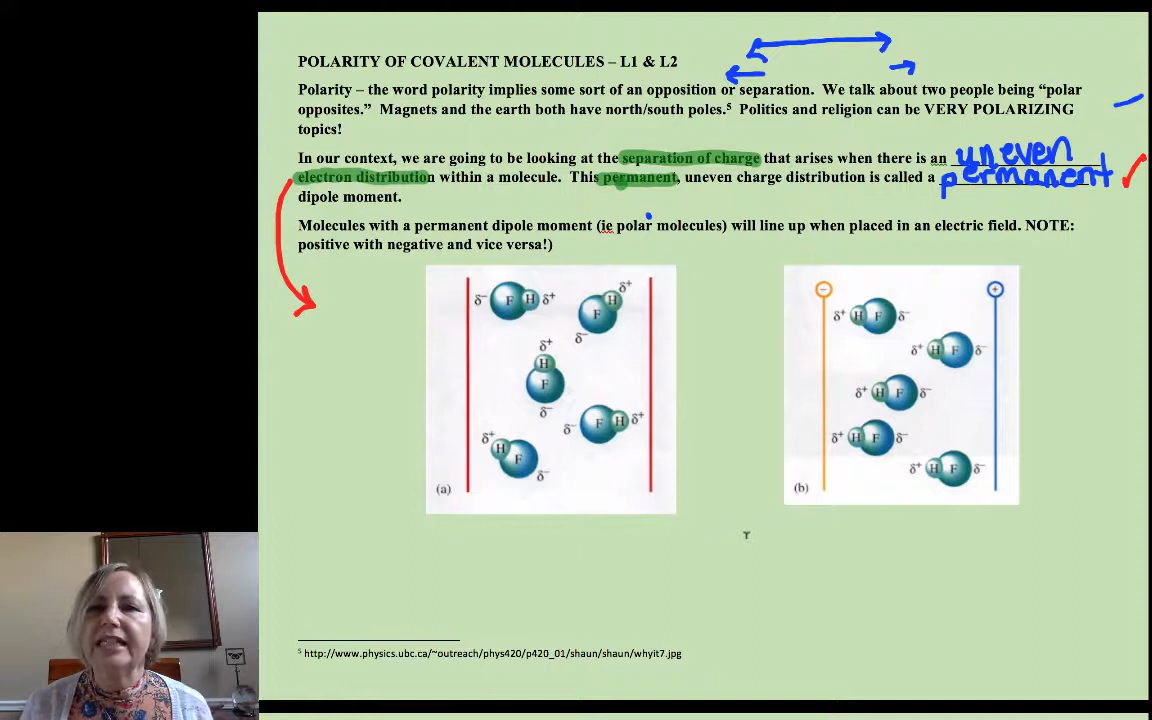 POLARITY OF COVALENT MOLECULES – L1 & L2
Polarity – the word polarity implies some sort of an opposition or separation.  We talk about two people being “polar
opposites.”  Magnets and the earth both have north/south poles.⁵  Politics and religion can be VERY POLARIZING
topics!
In our context, we are going to be looking at the separation of charge that arises when there is an uneven
electron distribution within a molecule.  This permanent, uneven charge distribution is called a permanent
dipole moment.
Molecules with a permanent dipole moment (ie polar molecules) will line up when placed in an electric field. NOTE:
positive with negative and vice versa!)
δ⁻ F H δ⁺
δ⁺
H
F
δ⁻
δ⁺
H
F
δ⁻
δ⁻ F H δ⁺
δ⁺
H
F
δ⁻
(a)
− +
δ⁺ H F δ⁻
δ⁺ H F δ⁻
δ⁺ H F δ⁻
δ⁺ H F δ⁻
δ⁺ H F δ⁻
(b)
⁵ http://www.physics.ubc.ca/~outreach/phys420/p420_01/shaun/shaun/whyit7.jpg